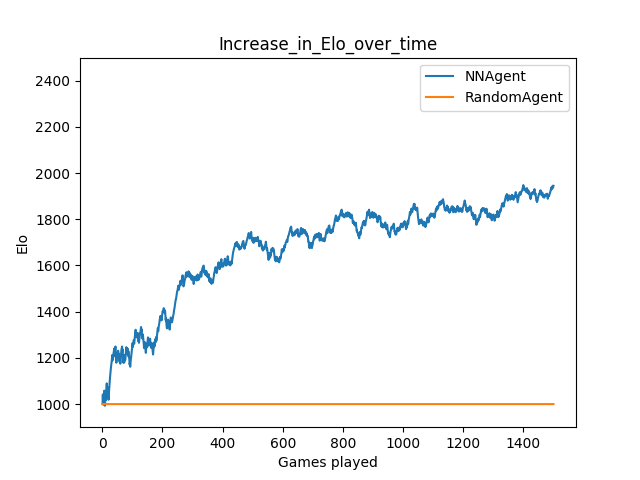 Increase_in_Elo_over_time
NNAgent
RandomAgent
2400
2200
2000
1800
1600
1400
1200
1000
Elo
0 200 400 600 800 1000 1200 1400
Games played